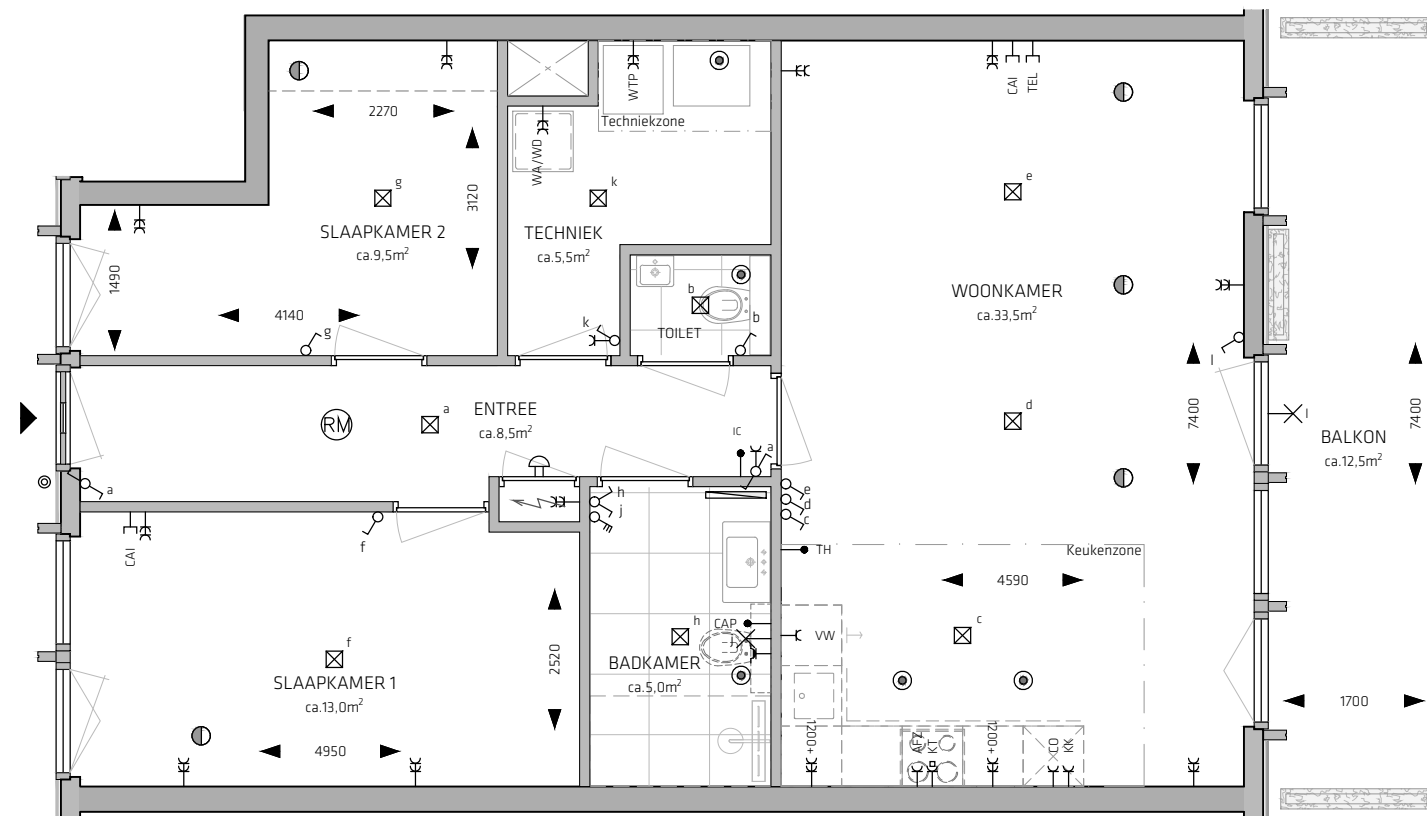 CAI
TEL
WTP
2270
Techniekzone
WA/WD
e
g
k
3120
SLAAPKAMER 2
ca.9,5m²
TECHNIEK
ca.5,5m²
1490
b
WOONKAMER
ca.33,5m²
4140
g
k
TOILET
b
l
7400
7400
RM
a
ENTREE
ca.8,5m²
d
l
BALKON
ca.12,5m²
IC
a
a
h
j
e
d
c
f
CAI
TH
Keukenzone
4590
f
2520
h
CAP
j
VW
c
BADKAMER
ca.5,0m²
SLAAPKAMER 1
ca.13,0m²
1700
4950
1200+
AFZ
KT
1200+
CO
KK